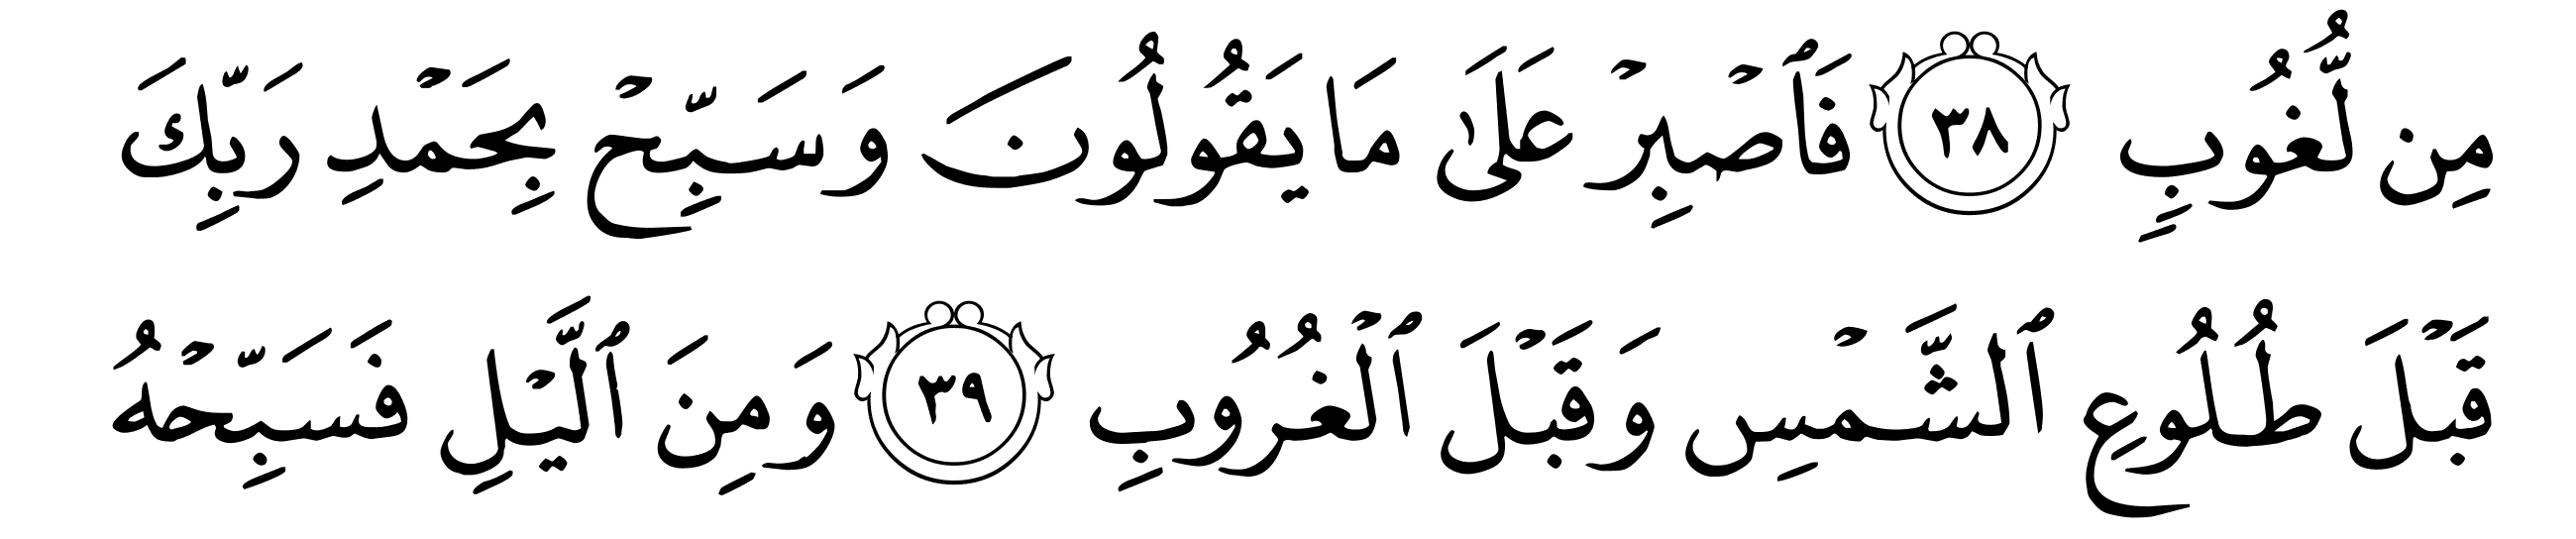 مِن لُّغُوبٍ ٣٨ فَٱصۡبِرۡ عَلَىٰ مَا يَقُولُونَ وَسَبِّحۡ بِحَمۡدِ رَبِّكَ
قَبۡلَ طُلُوعِ ٱلشَّمۡسِ وَقَبۡلَ ٱلۡغُرُوبِ ٣٩ وَمِنَ ٱلَّيۡلِ فَسَبِّحۡهُ